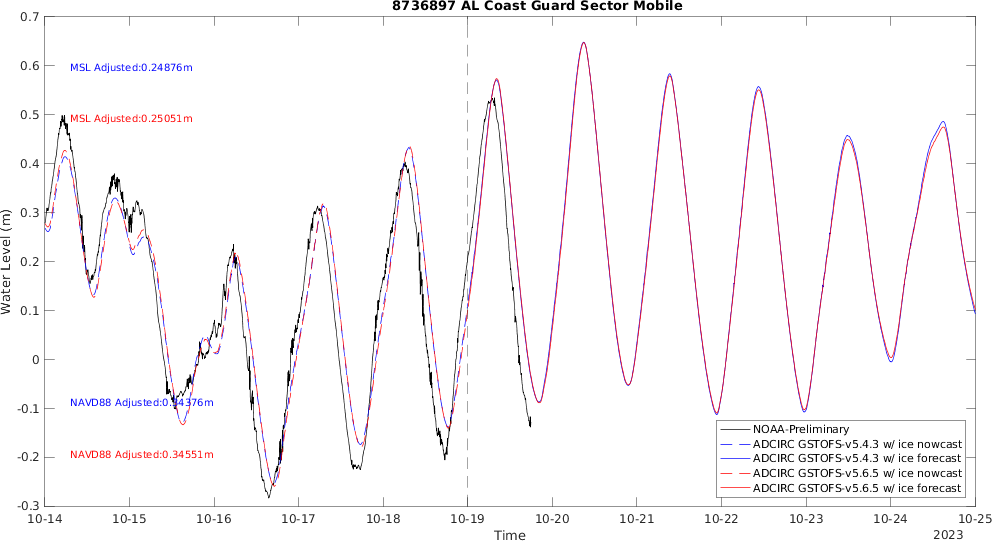 8736897 AL Coast Guard Sector Mobile
0.7
0.6
0.5
0.4
0.3
0.2
0.1
0
-0.1
-0.2
-0.3
Water Level (m)
MSL Adjusted:0.24876m
MSL Adjusted:0.25051m
NAVD88 Adjusted:0.34376m
NAVD88 Adjusted:0.34551m
NOAA-Preliminary
ADCIRC GSTOFS-v5.4.3 w/ ice nowcast
ADCIRC GSTOFS-v5.4.3 w/ ice forecast
ADCIRC GSTOFS-v5.6.5 w/ ice nowcast
ADCIRC GSTOFS-v5.6.5 w/ ice forecast
10-14 10-15 10-16 10-17 10-18 10-19 10-20 10-21 10-22 10-23 10-24 10-25
Time
2023